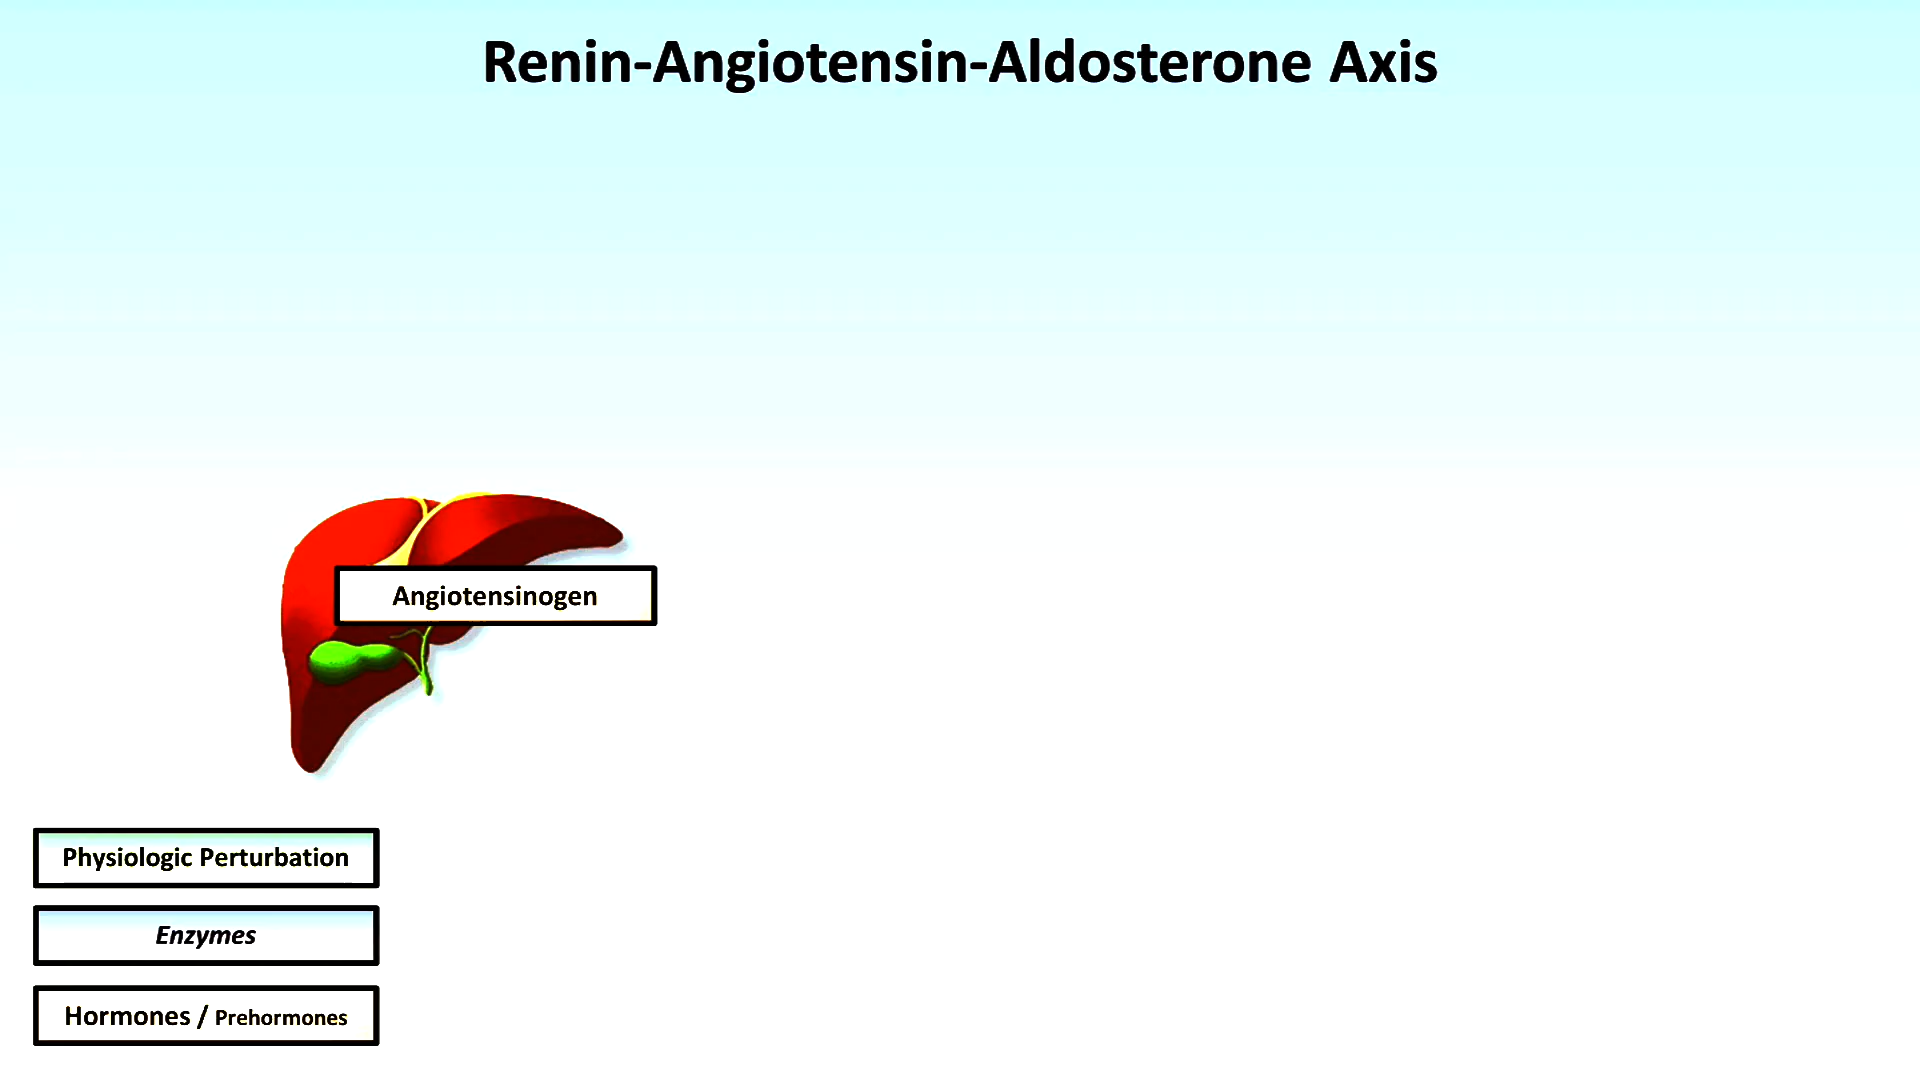 Renin-Angiotensin-Aldosterone Axis
Angiotensinogen
Physiologic Perturbation
Enzymes
Hormones / Prehormones